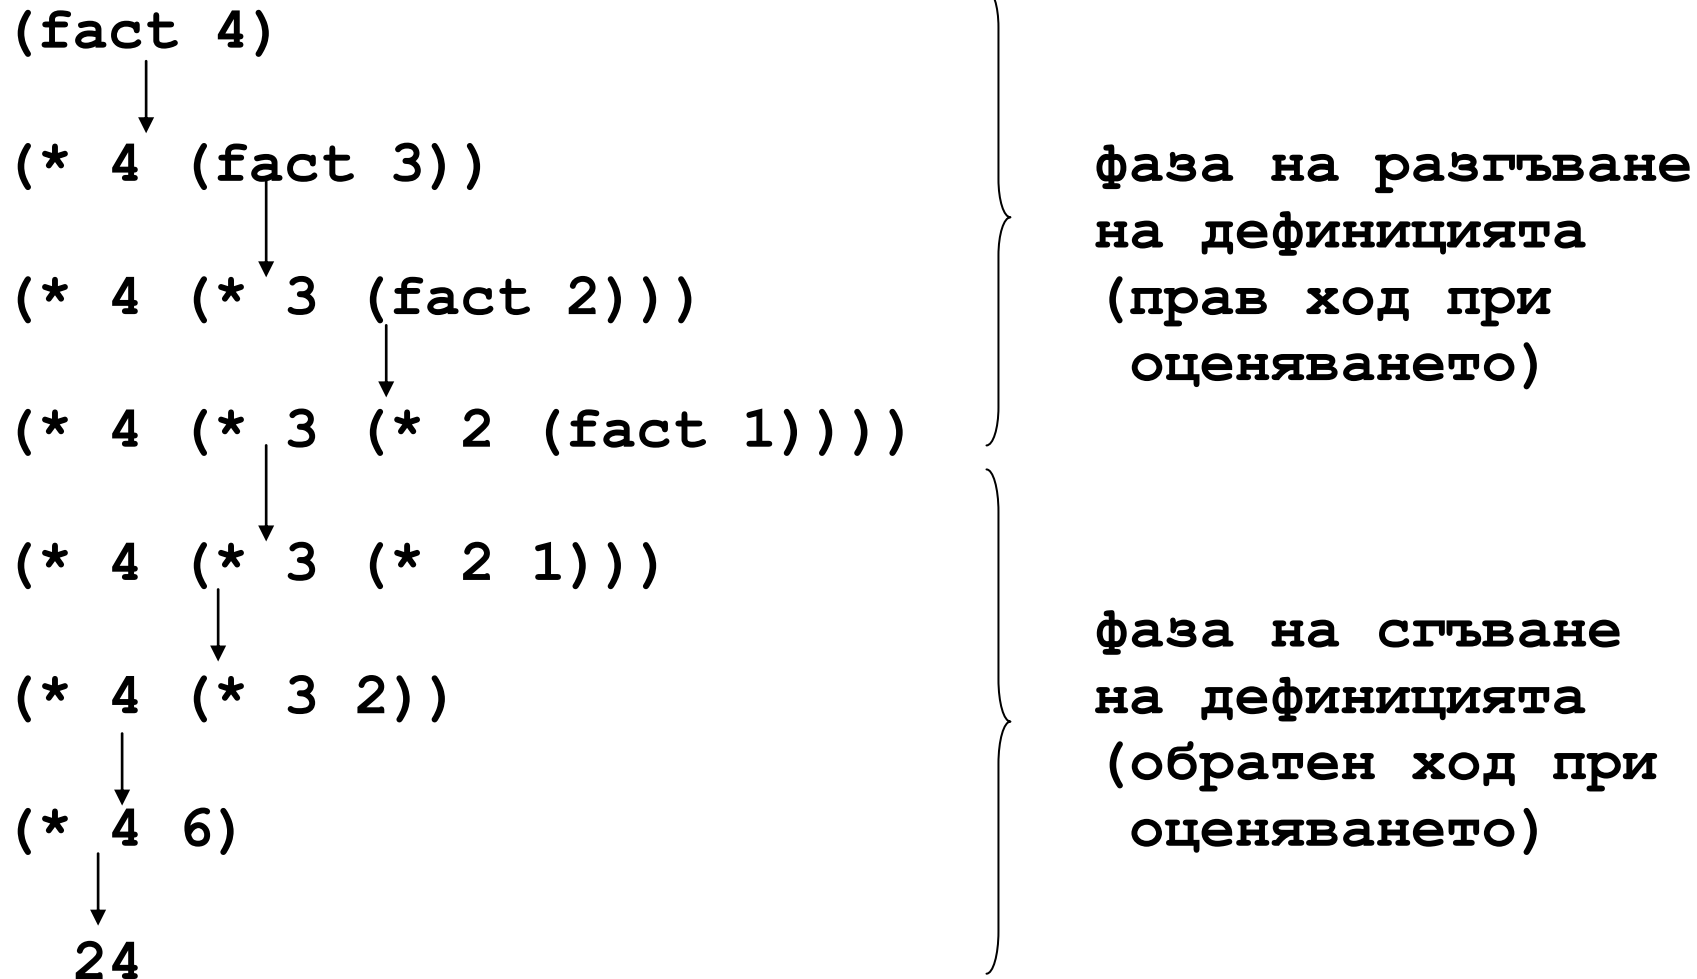 (fact 4)
(* 4 (fact 3))
(* 4 (* 3 (fact 2)))
(* 4 (* 3 (* 2 (fact 1))))
(* 4 (* 3 (* 2 1)))
(* 4 (* 3 2))
(* 4 6)
24
фаза на разгъване
на дефиницията
(прав ход при
оценяването)
фаза на сгъване
на дефиницията
(обратен ход при
оценяването)